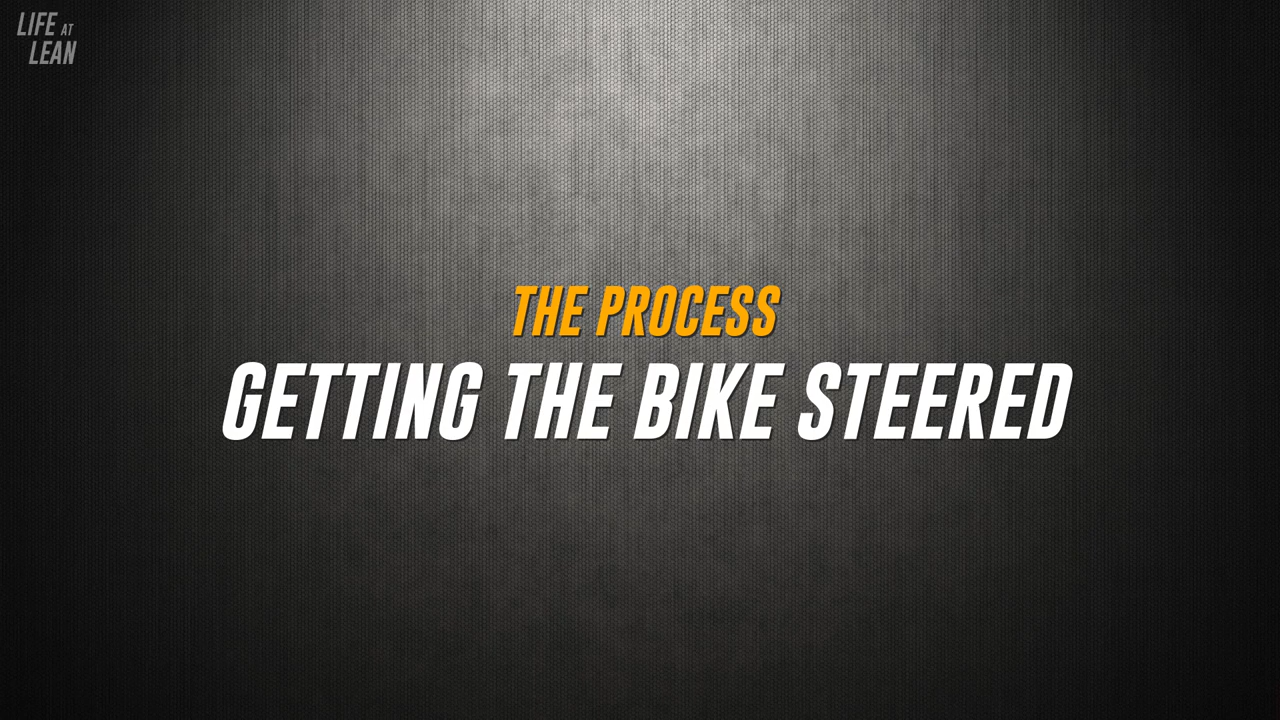 LIFE AT
LEAN
THE PROCESS
GETTING THE BIKE STEERED